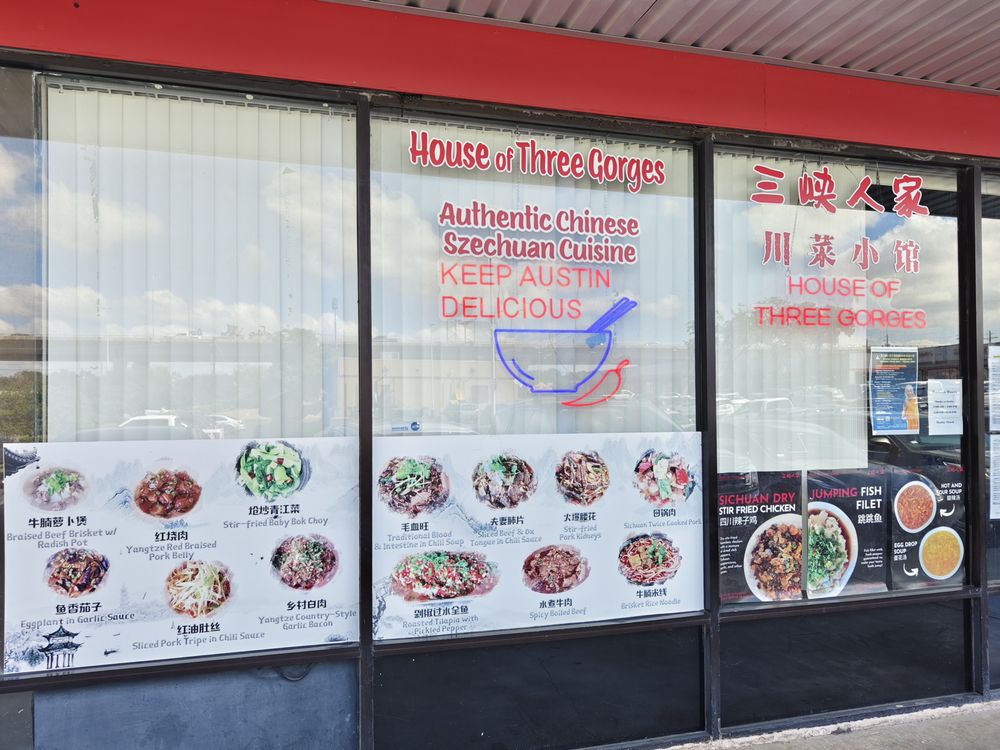 House of Three Gorges
Authentic Chinese
Szechuan Cuisine
KEEP AUSTIN
DELICIOUS
三峡人家
川菜小馆
HOUSE OF
THREE GORGES
牛腩萝卜煲
Braised Beef Brisket w/
Radish Pot
红烧肉
Yangtze Red Braised
Pork Belly
炝炒青江菜
Stir-fried Baby Bok Choy
鱼香茄子
Eggplant in Garlic Sauce
红油肚丝
Sliced Pork Tripe in Chili Sauce
乡村白肉
Yangtze Country-Style
Garlic Bacon
毛血旺
Traditional Blood
& Intestine in Chili Soup
夫妻肺片
Sliced Beef & Ox
Tongue in Chili Sauce
火爆腰花
Stir-fried
Pork Kidneys
回锅肉
Sichuan Twice Cooked Pork
剁椒过水全鱼
Roasted Tilapia with
Pickled Pepper
水煮牛肉
Spicy Boiled Beef
牛腩米线
Brisket Rice Noodle
SICHUAN DRY
STIR FRIED CHICKEN
四川辣子鸡
JUMPING FISH
FILET
跳跳鱼
HOT AND
SOUR SOUP
酸辣汤
EGG DROP
SOUP
蛋花汤